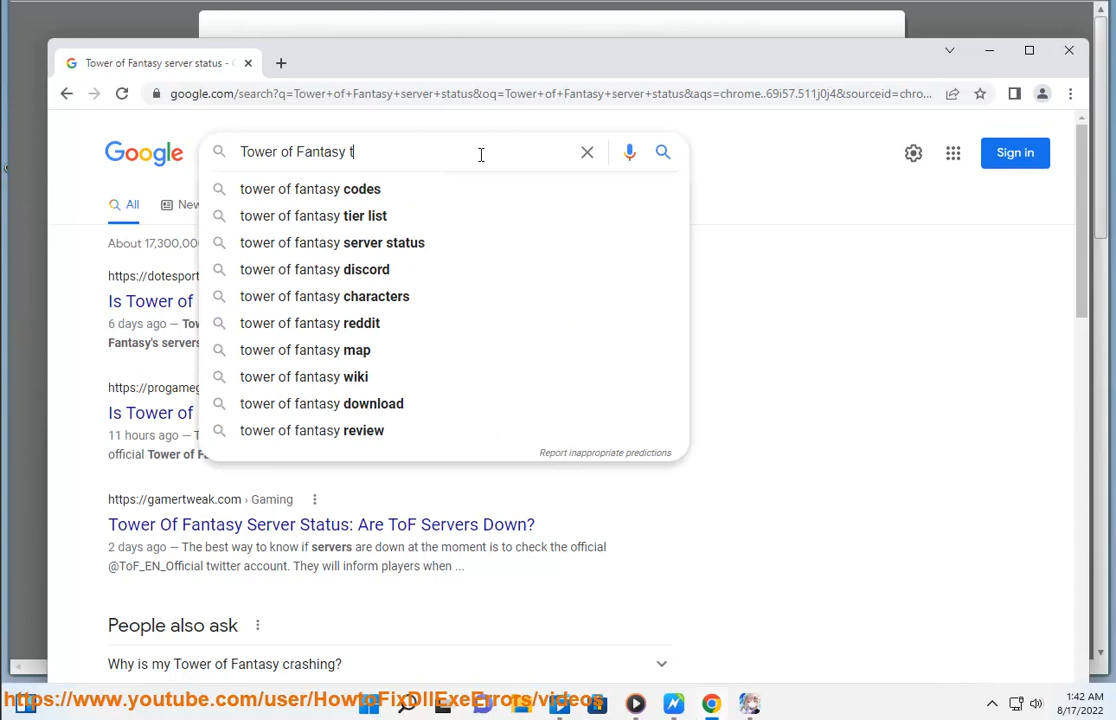 Tower of Fantasy server status -
google.com/search?q=Tower+of+Fantasy+server+status&oq=Tower+of+Fantasy+server+status&aqs=chrome..69i57.511j0j4&sourceid=chro...
Google
Tower of Fantasy t
Sign in
tower of fantasy codes
tower of fantasy tier list
tower of fantasy server status
tower of fantasy discord
tower of fantasy characters
tower of fantasy reddit
tower of fantasy map
tower of fantasy wiki
tower of fantasy download
tower of fantasy review
Report inappropriate predictions
All
New
About 17,300,00
https://dotesport
Is Tower of
6 days ago — Tow
Fantasy's servers
https://progameg
Is Tower of
11 hours ago — T
official Tower of F
https://gamertweak.com › Gaming
Tower Of Fantasy Server Status: Are ToF Servers Down?
2 days ago — The best way to know if servers are down at the moment is to check the official
@ToF_EN_Official twitter account. They will inform players when ...
People also ask
Why is my Tower of Fantasy crashing?
https://www.youtube.com/user/HowtoFixDllExeErrors/videos
1:42 AM
8/17/2022